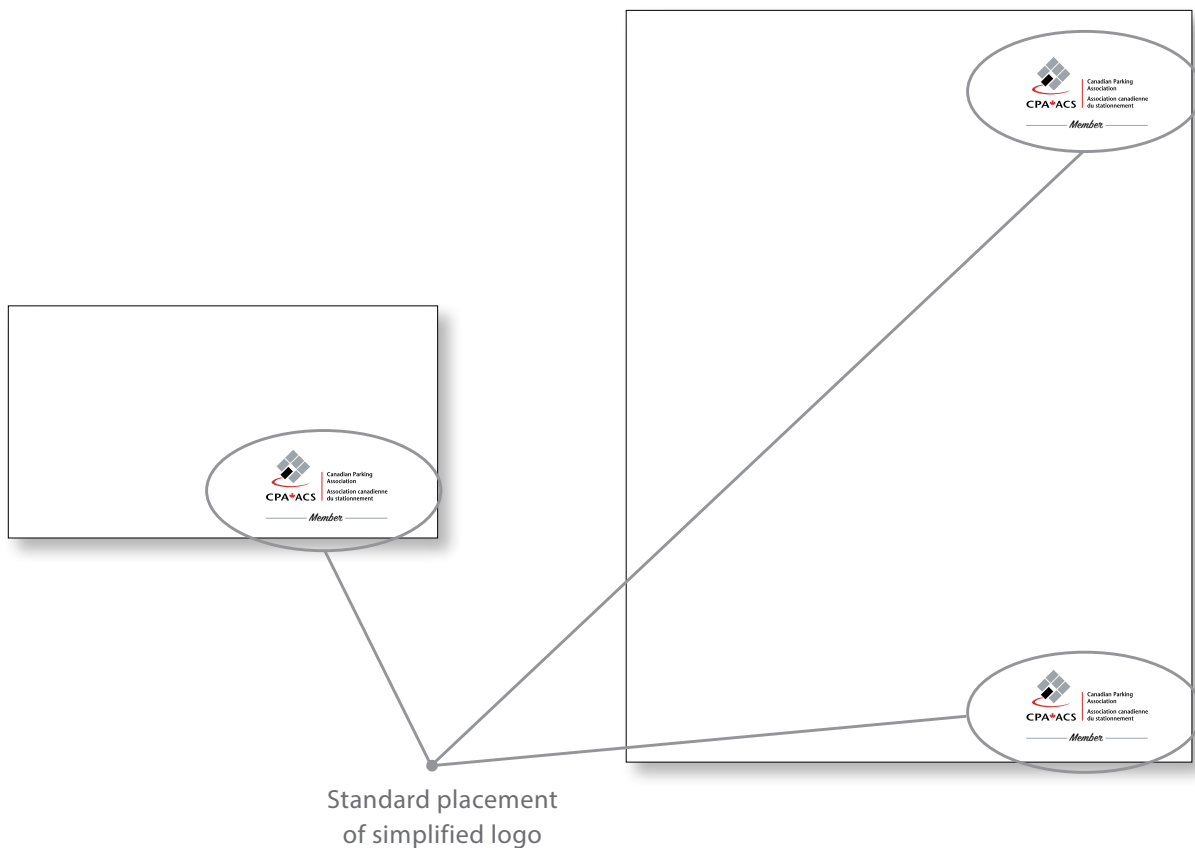 Canadian Parking
Association
CPA ACS
Association canadienne
du stationnement
Member
Canadian Parking
Association
CPA ACS
Association canadienne
du stationnement
Member
Canadian Parking
Association
CPA ACS
Association canadienne
du stationnement
Member
Standard placement
of simplified logo